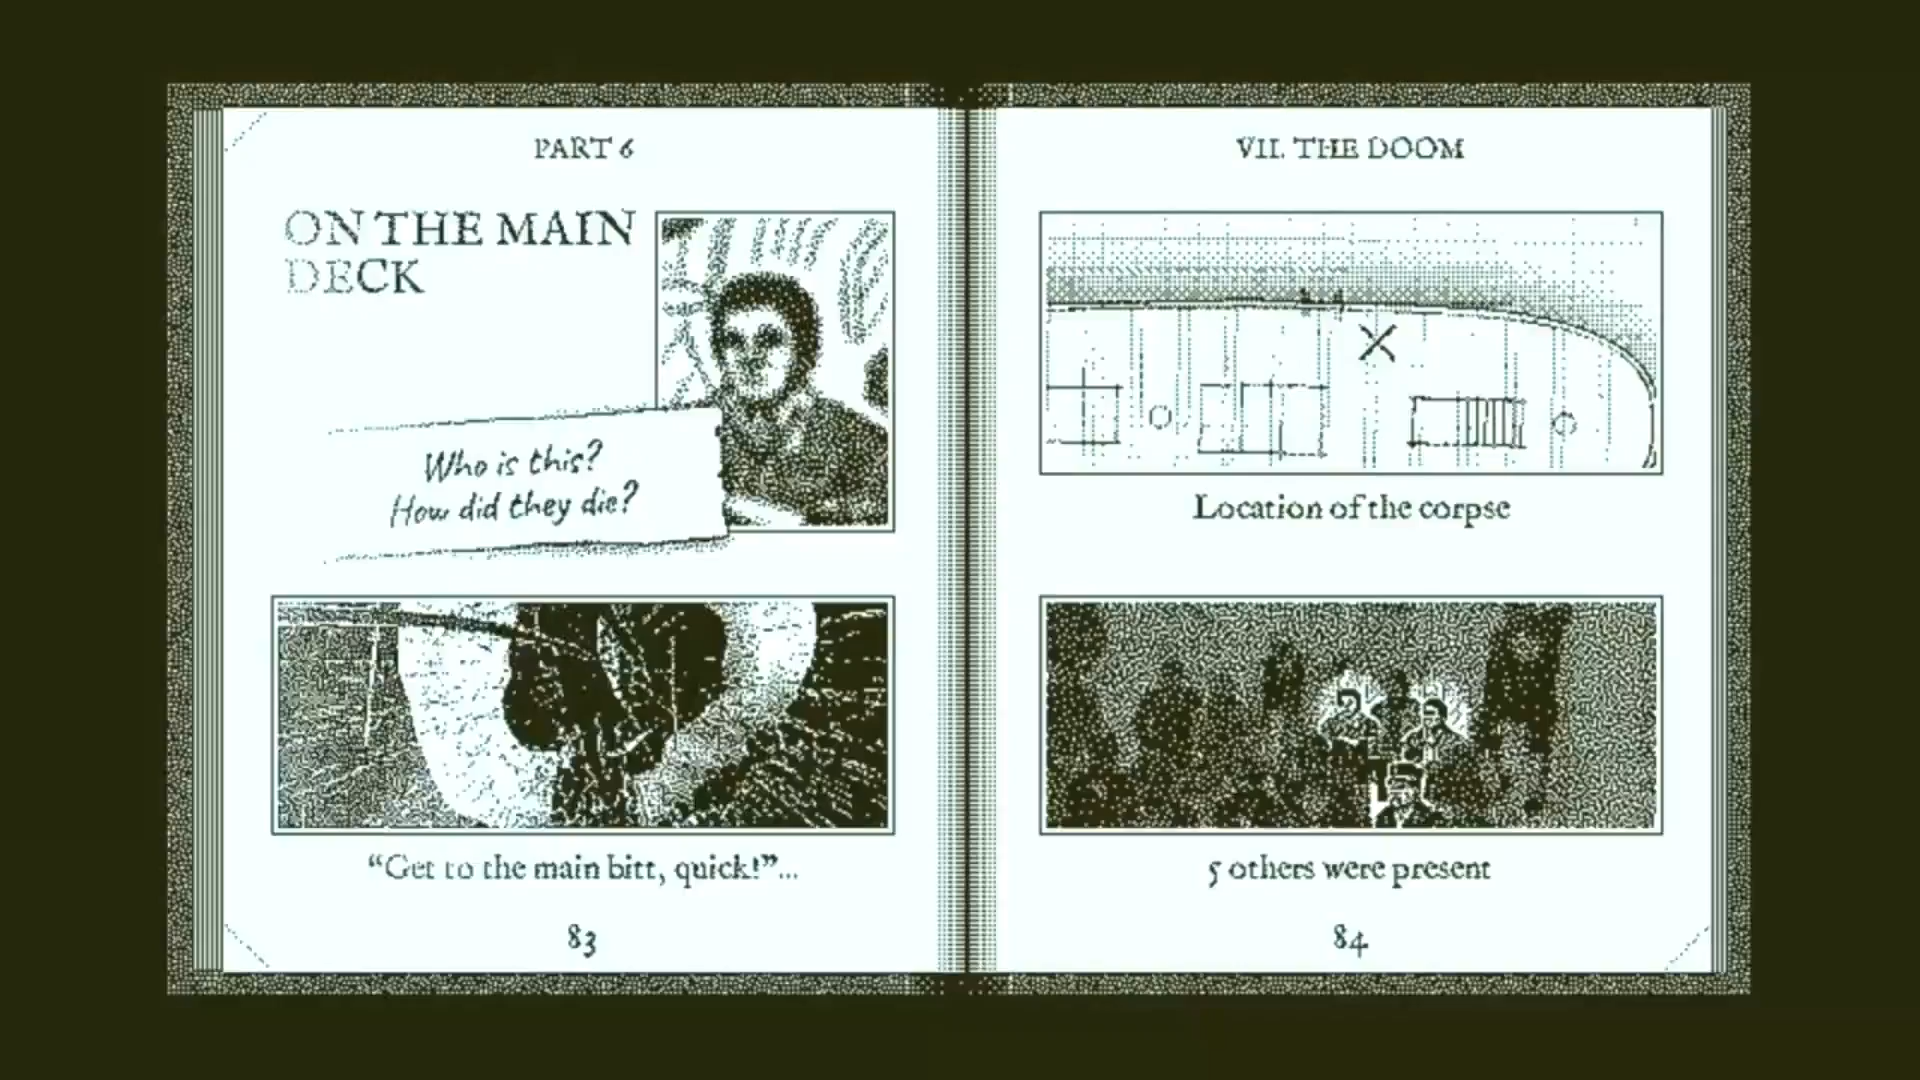 PART 6
ON THE MAIN
DECK
Who is this?
How did they die?
“Get to the main bitt, quick!”...
83
VII. THE DOOM
Location of the corpse
5 others were present
84